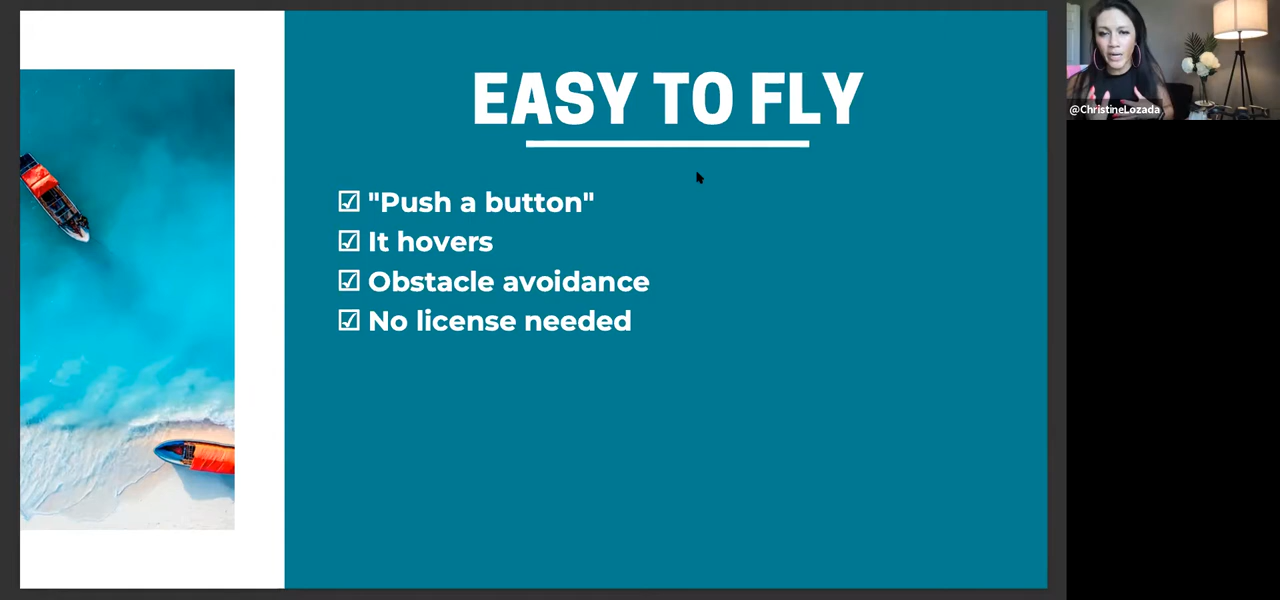 EASY TO FLY
☑ "Push a button"
☑ It hovers
☑ Obstacle avoidance
☑ No license needed
@ChristineLozada